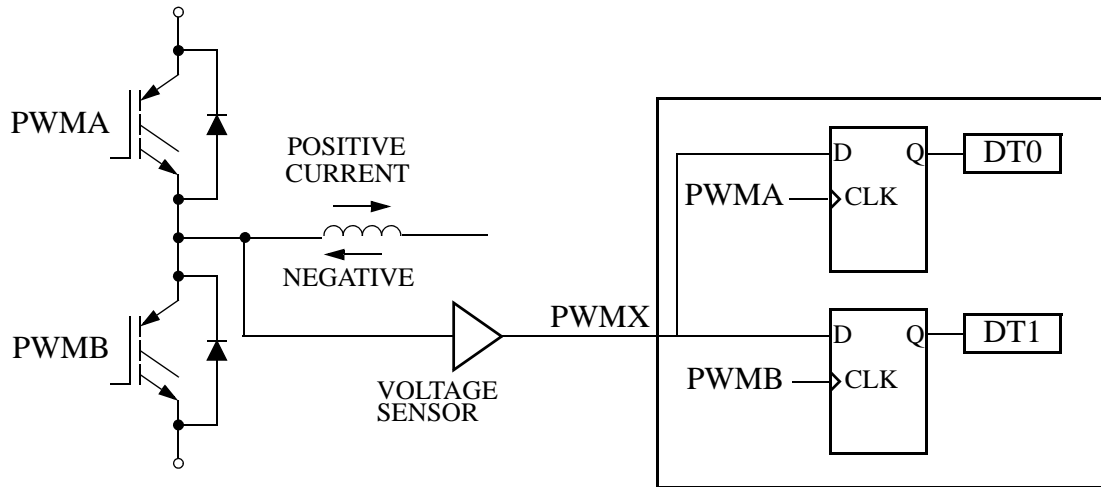 PWMA
POSITIVE
CURRENT
NEGATIVE
PWMB
VOLTAGE
SENSOR
PWMX
D
Q
DT0
PWMA
CLK
D
Q
DT1
PWMB
CLK